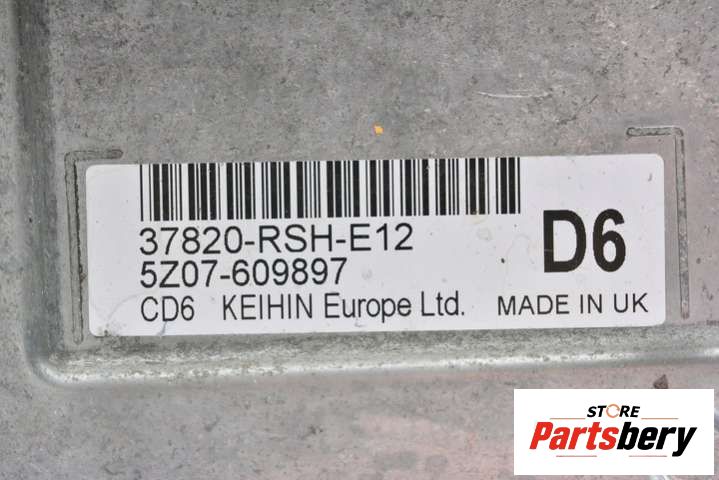 37820-RSH-E12
5Z07-609897
D6
CD6 KEIHIN Europe Ltd. MADE IN UK
STORE
Partsbery